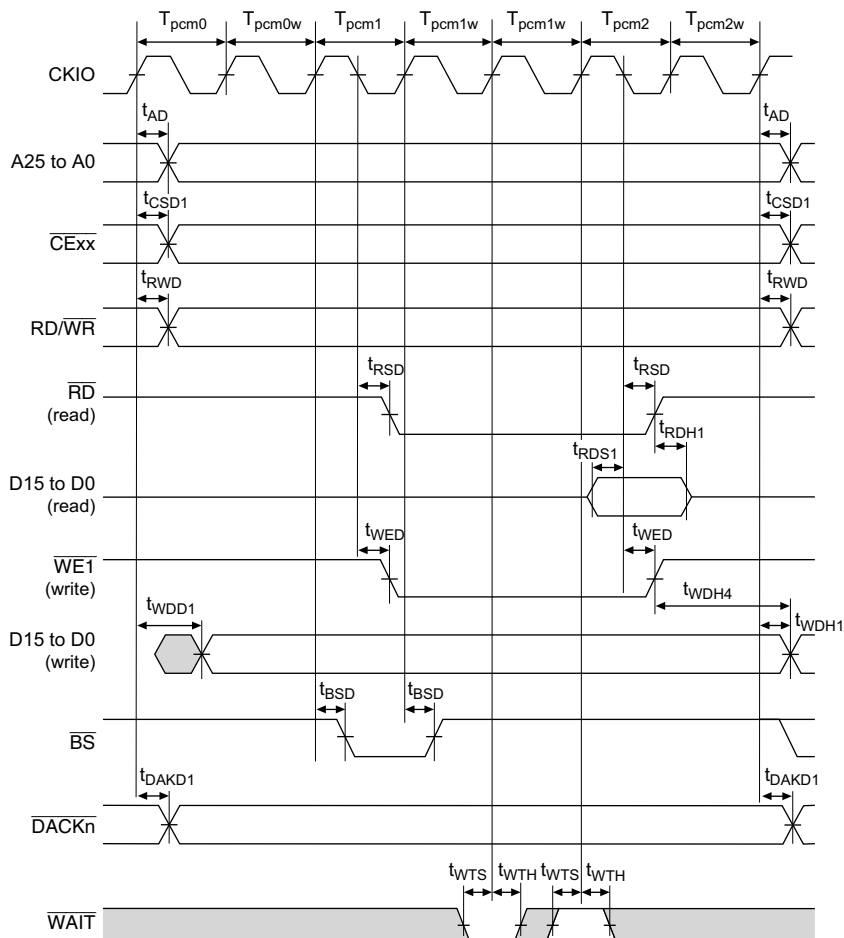 Tpcm0 Tpcm0w Tpcm1 Tpcm1w Tpcm1w Tpcm2 Tpcm2w
CKIO
tAD tAD
A25 to A0
tCSD1 tCSD1
CExx
tRWD tRWD
RD/WR
tRSD tRSD
RD
(read)
tRDH1
tRDS1
D15 to D0
(read)
tWED tWED
WE1
(write)
tWDH4
tWDD1 tWDH1
D15 to D0
(write)
tBSD tBSD
BS
tDAKD1 tDAKD1
DACKn
tWTS tWTH tWTS tWTH
WAIT